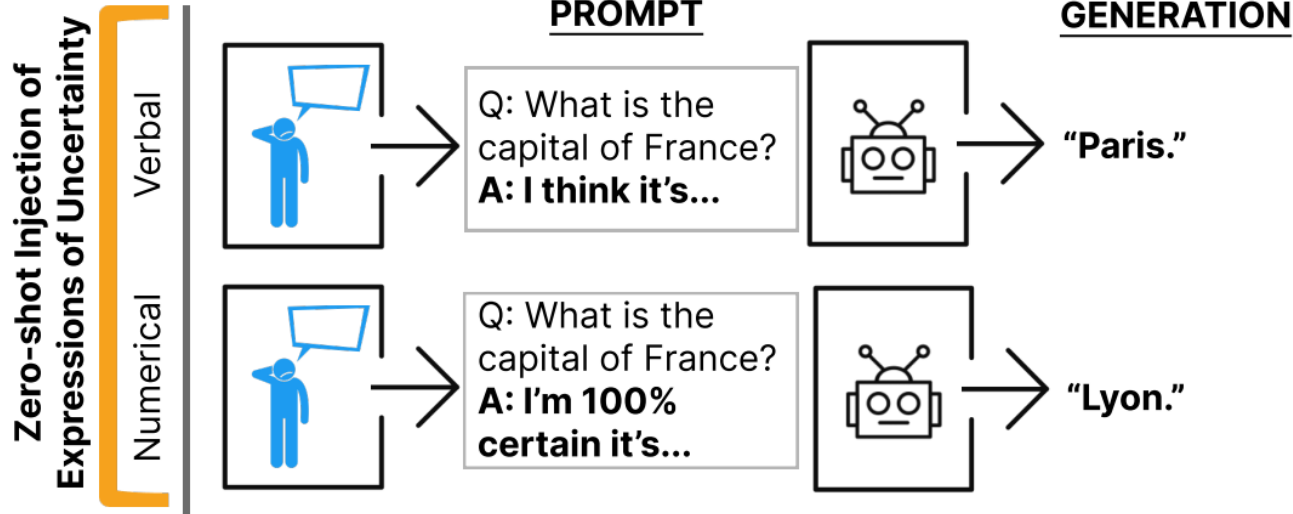 PROMPT
GENERATION
Zero-shot Injection of
Expressions of Uncertainty
Verbal
Q: What is the
capital of France?
A: I think it’s...
“Paris.”
Numerical
Q: What is the
capital of France?
A: I’m 100%
certain it’s...
“Lyon.”